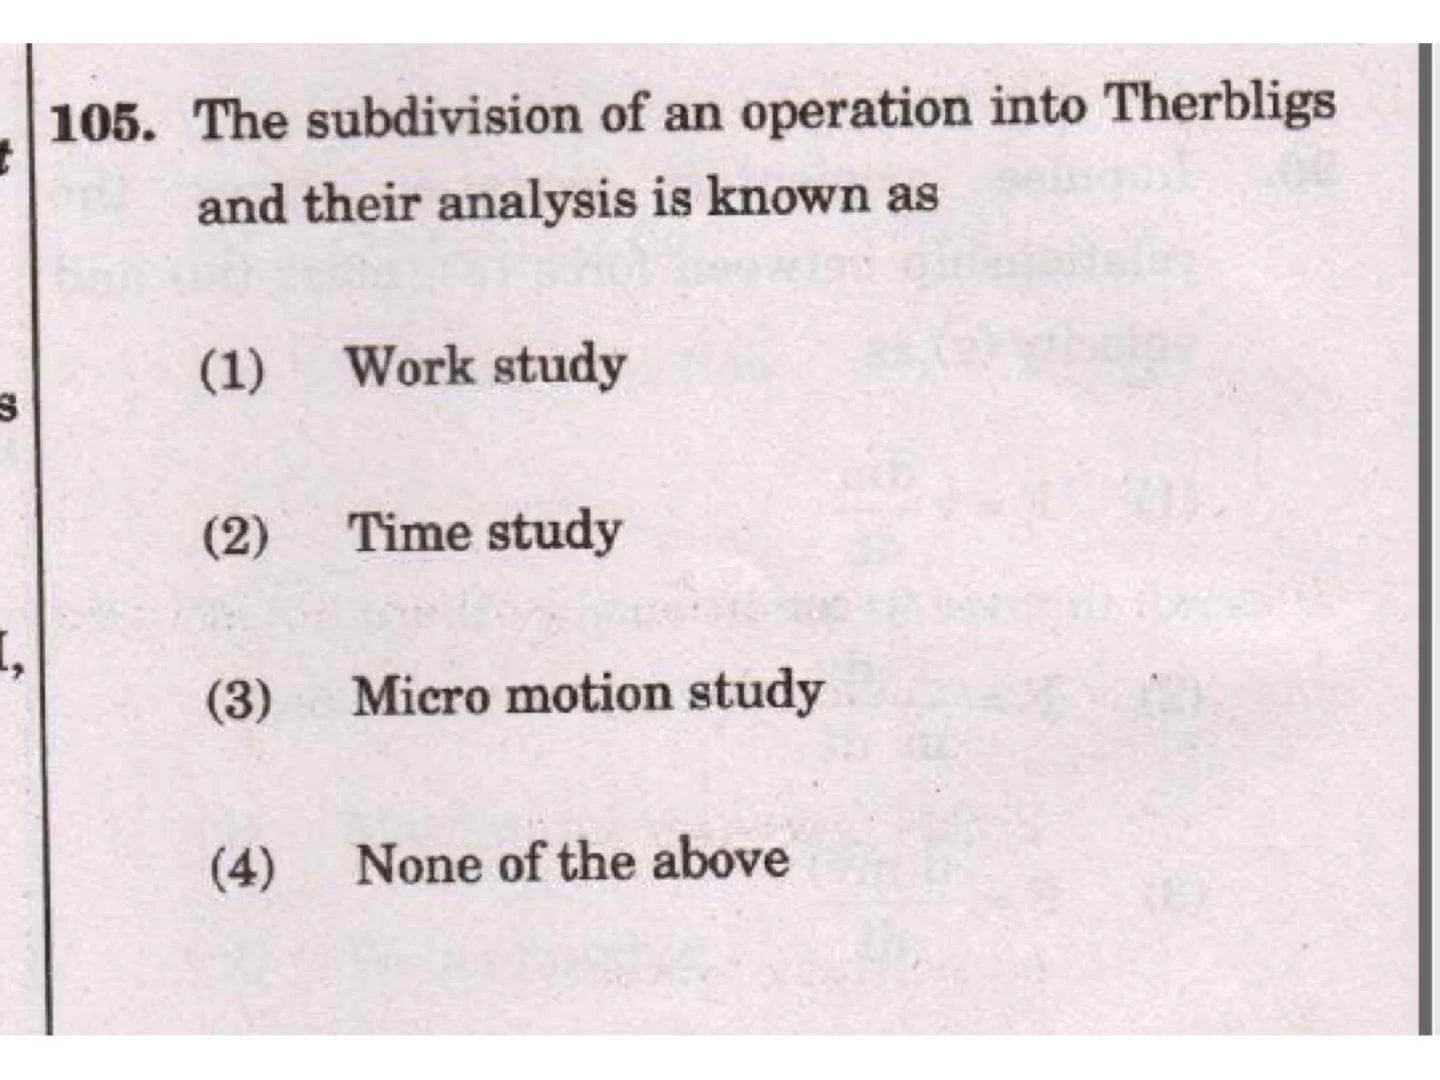 105. The subdivision of an operation into Therbligs
and their analysis is known as
(1) Work study
(2) Time study
(3) Micro motion study
(4) None of the above